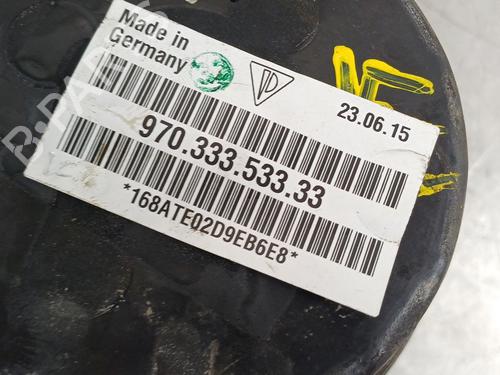 Made in
Germany
23.06.15
970.333.533.33
*168ATE02D9EB6E8*